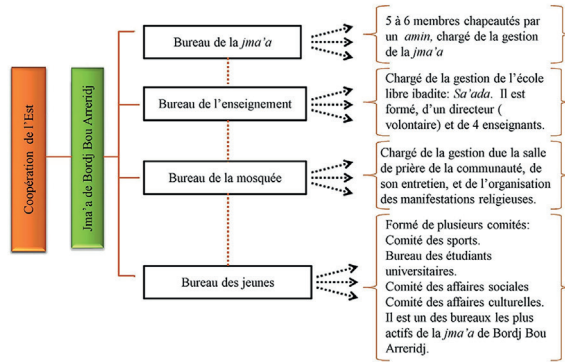 Coopération de l'Est
Jma'a de Bordj Bou Arreridj
Bureau de la jma'a
5 à 6 membres chapeautés par
un amin, chargé de la gestion
de la jma'a
Bureau de l'enseignement
Chargé de la gestion de l'école
libre ibadite: Sa'ada. Il est
formé, d'un directeur (
volontaire) et de 4 enseignants.
Bureau de la mosquée
Chargé de la gestion due la salle
de prière de la communauté, de
son entretien, et de l'organisation
des manifestations religieuses.
Bureau des jeunes
Formé de plusieurs comités:
Comité des sports.
Bureau des étudiants
universitaires.
Comité des affaires sociales
Comité des affaires culturelles.
Il est un des bureaux les plus
actifs de la jma'a de Bordj Bou
Arreridj.